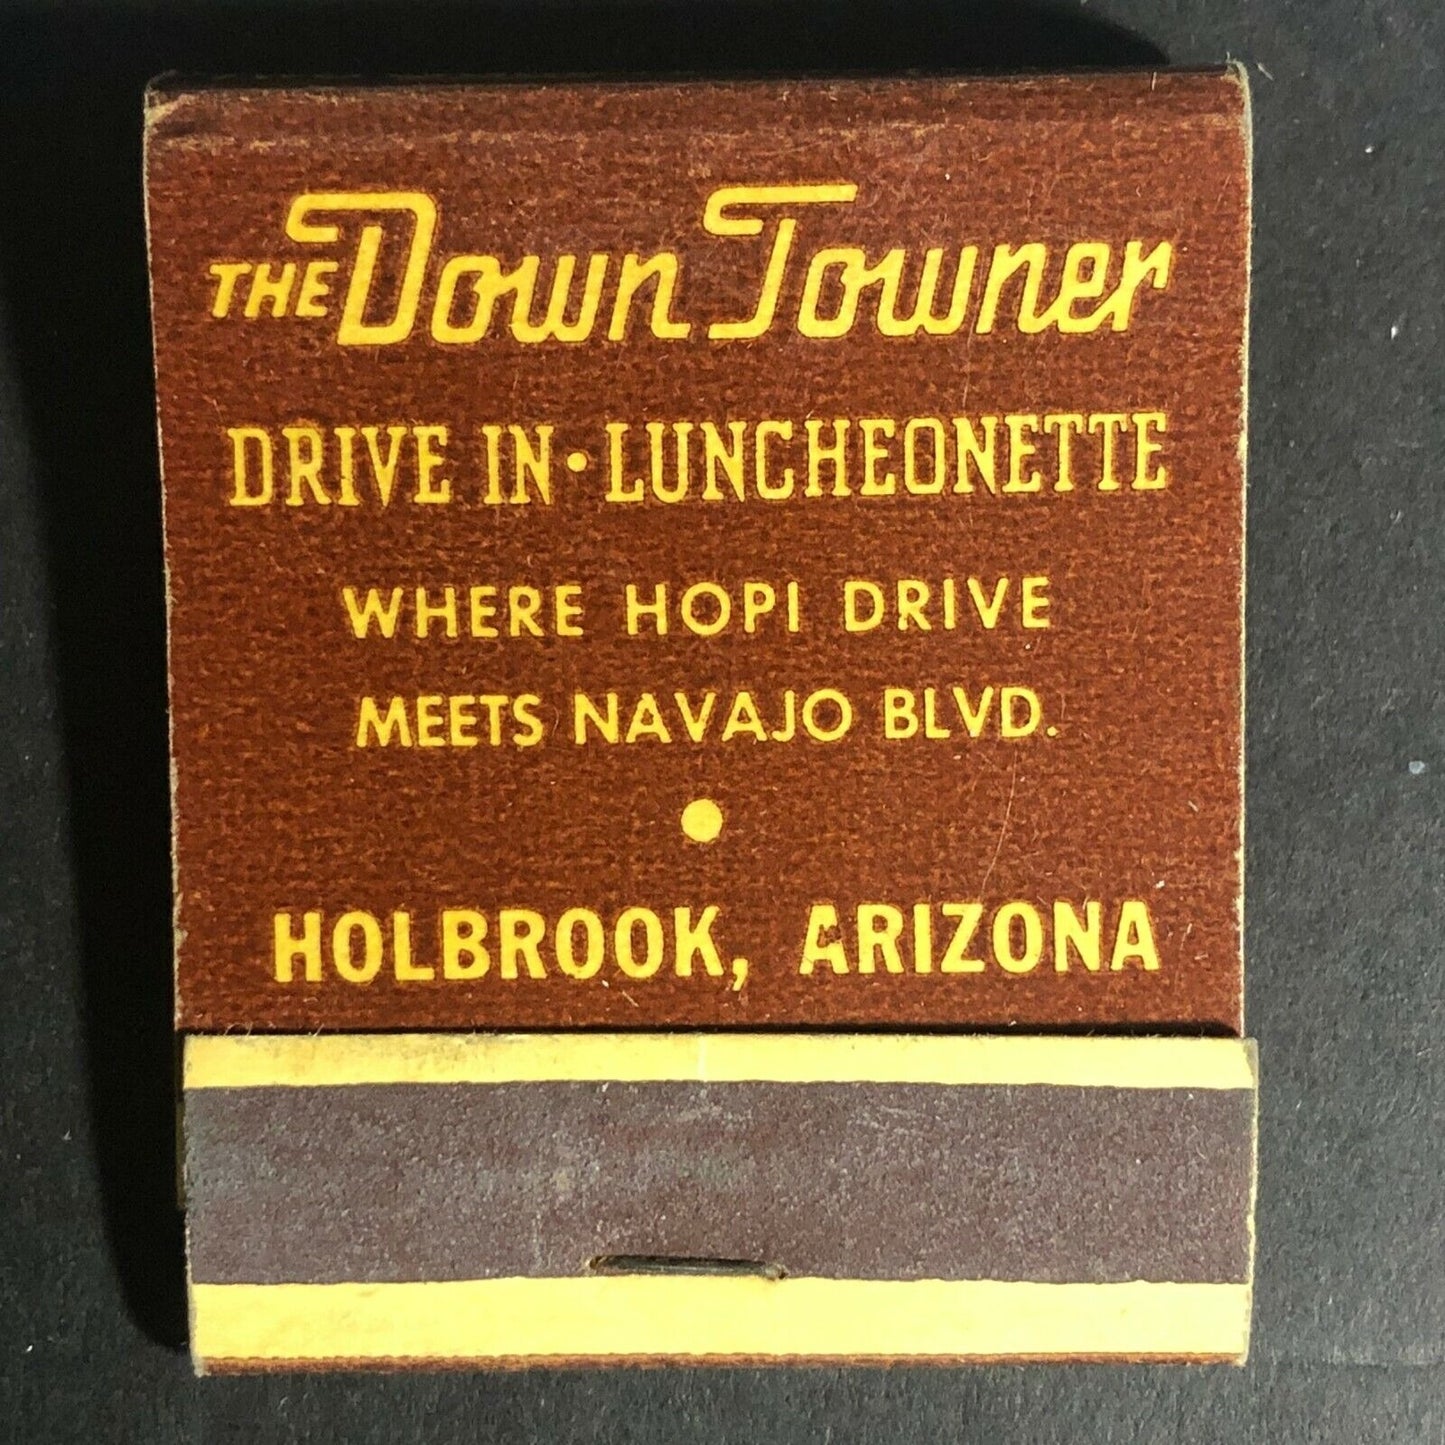 THE Down Towner
DRIVE IN • LUNCHEONETTE
WHERE HOPI DRIVE
MEETS NAVAJO BLVD.
•
HOLBROOK, ARIZONA